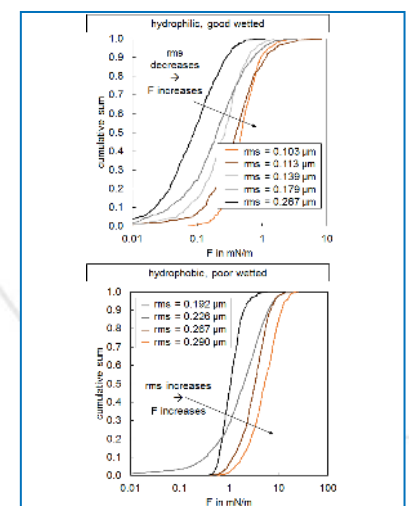 hydrophilic, good wetted
1.0
0.9
0.8
0.7
0.6
0.5
0.4
0.3
0.2
0.1
0.0
cumulative sum
rms
decreases
→
F increases
rms = 0.103 µm
rms = 0.113 µm
rms = 0.139 µm
rms = 0.179 µm
rms = 0.267 µm
0.01
0.1
1
10
F in mN/m
hydrophobic, poor wetted
1.0
0.9
0.8
0.7
0.6
0.5
0.4
0.3
0.2
0.1
0.0
cumulative sum
rms = 0.192 µm
rms = 0.226 µm
rms = 0.267 µm
rms = 0.290 µm
rms increases
→
F increases
0.01
0.1
1
10
100
F in mN/m